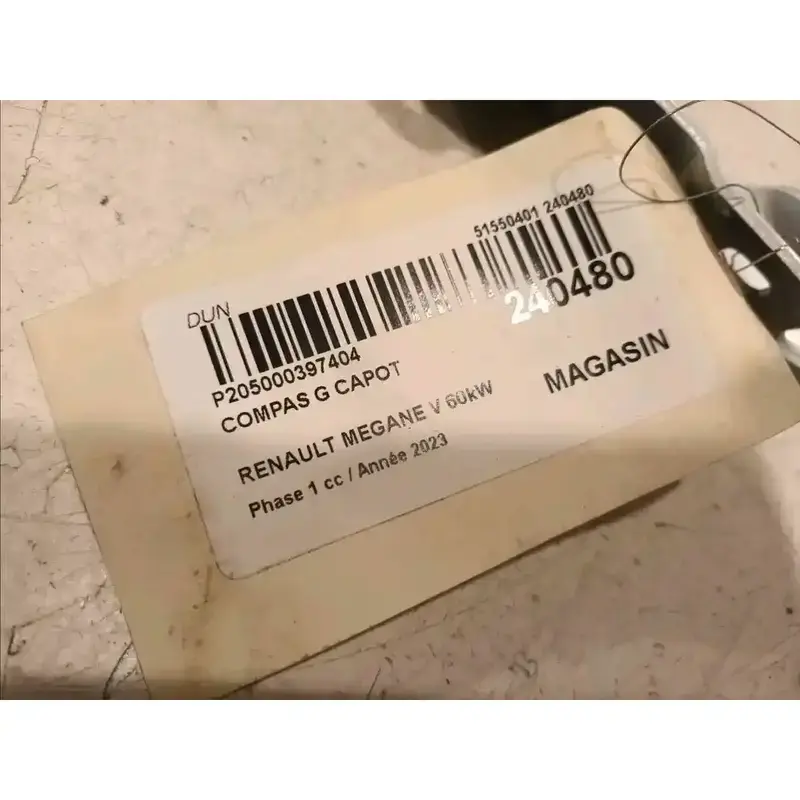 DUN
51550401 240480
P205000397404
240480
COMPAS G CAPOT
MAGASIN
RENAULT MEGANE V 60kW
Phase 1 cc / Année 2023